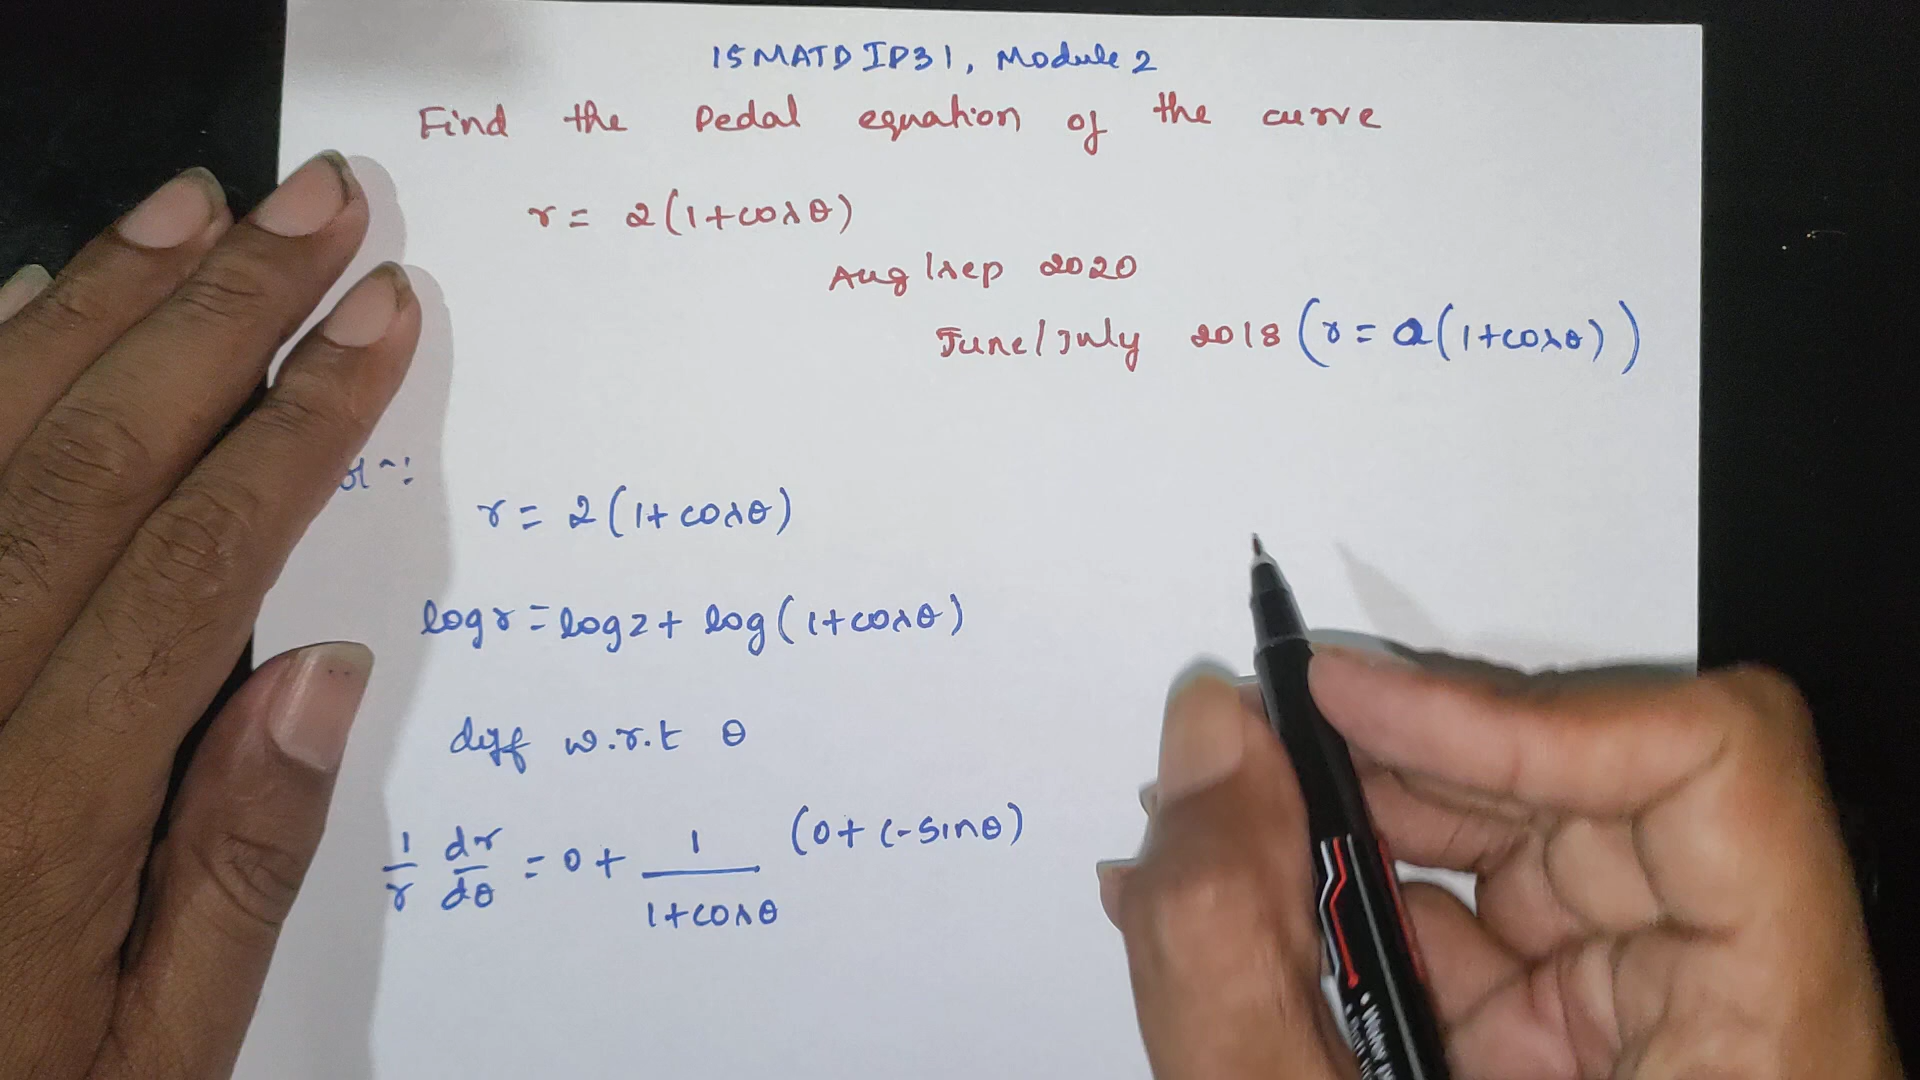 15MATDIP31, Module 2
Find the Pedal equation of the curve
r = 2(1+cosθ)
Aug/sep 2020
June/July 2018 (r = a(1+cosθ))
r = 2(1+cosθ)
log r = log 2 + log(1+cosθ)
diff w.r.t θ
1/r dr/dθ = 0 + 1/(1+cosθ) (0+(-sinθ)